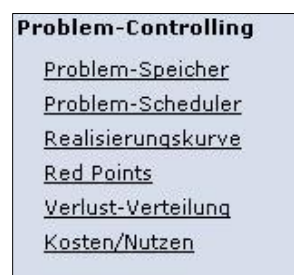 Problem-Controlling
Problem-Speicher
Problem-Scheduler
Realisierungskurve
Red Points
Verlust-Verteilung
Kosten/Nutzen